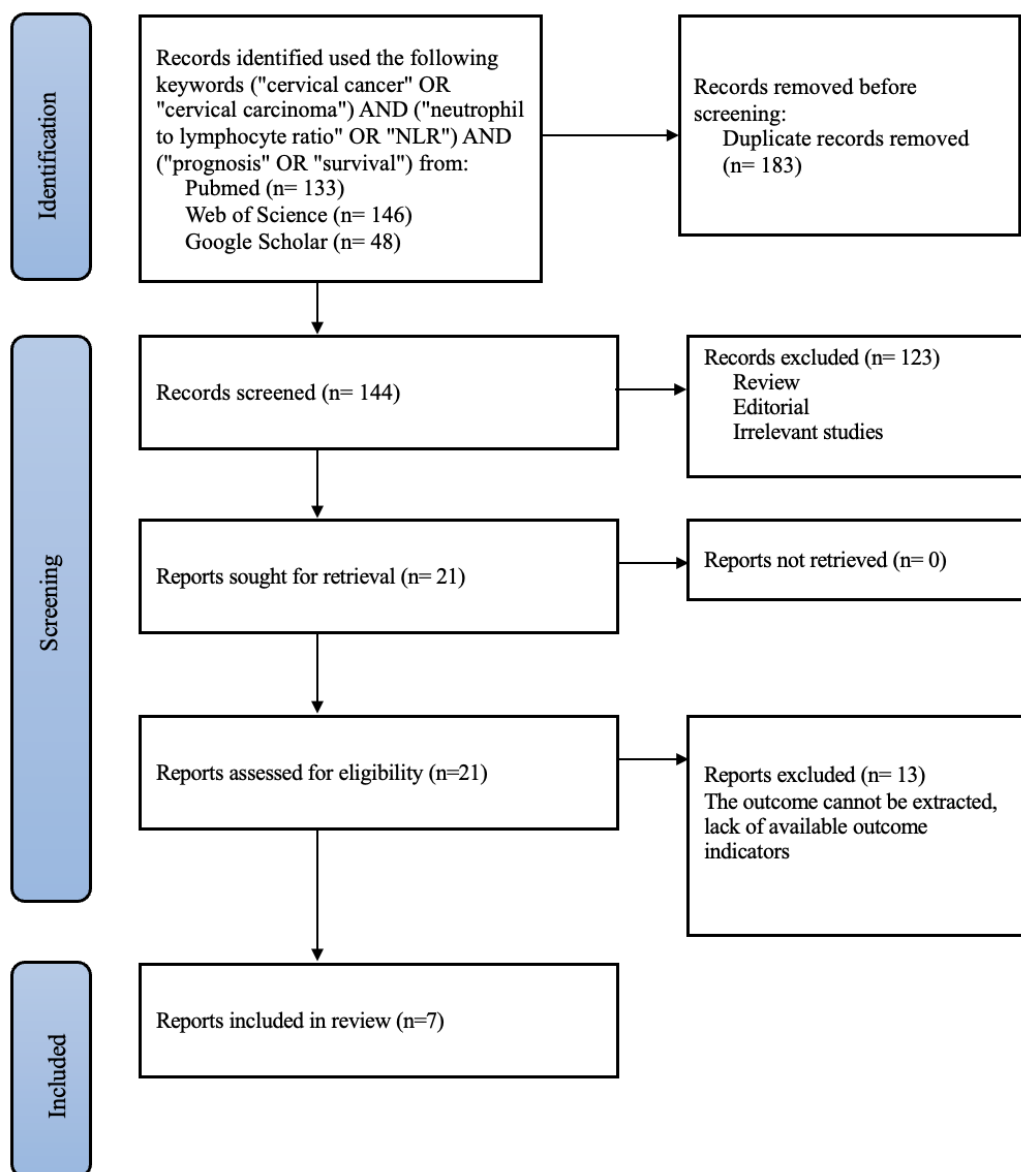 Identification
Records identified used the following
keywords ("cervical cancer" OR
"cervical carcinoma") AND ("neutrophil
to lymphocyte ratio" OR "NLR") AND
("prognosis" OR "survival") from:
Pubmed (n= 133)
Web of Science (n= 146)
Google Scholar (n= 48)
Records removed before
screening:
Duplicate records removed
(n= 183)
Screening
Records screened (n= 144)
Records excluded (n= 123)
Review
Editorial
Irrelevant studies
Reports sought for retrieval (n= 21)
Reports not retrieved (n= 0)
Reports assessed for eligibility (n=21)
Reports excluded (n= 13)
The outcome cannot be extracted,
lack of available outcome
indicators
Included
Reports included in review (n=7)